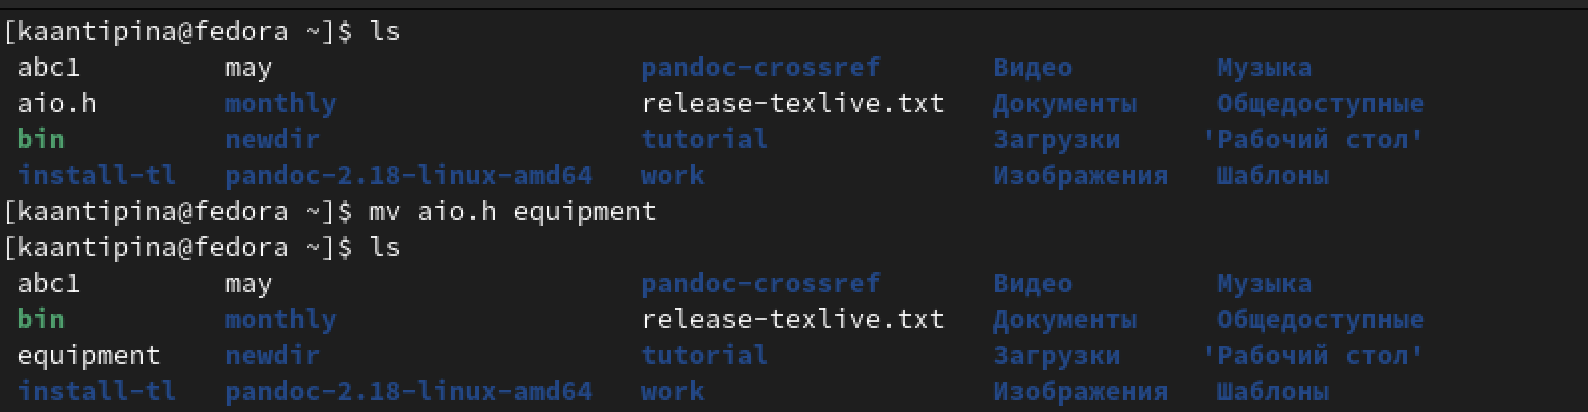 [kaantipina@fedora ~]$ ls
abc1 may pandoc-crossref Видео Музыка
aio.h monthly release-texlive.txt Документы Общедоступные
bin newdir tutorial Загрузки 'Рабочий стол'
install-tl pandoc-2.18-linux-amd64 work Изображения Шаблоны
[kaantipina@fedora ~]$ mv aio.h equipment
[kaantipina@fedora ~]$ ls
abc1 may pandoc-crossref Видео Музыка
bin monthly release-texlive.txt Документы Общедоступные
equipment newdir tutorial Загрузки 'Рабочий стол'
install-tl pandoc-2.18-linux-amd64 work Изображения Шаблоны